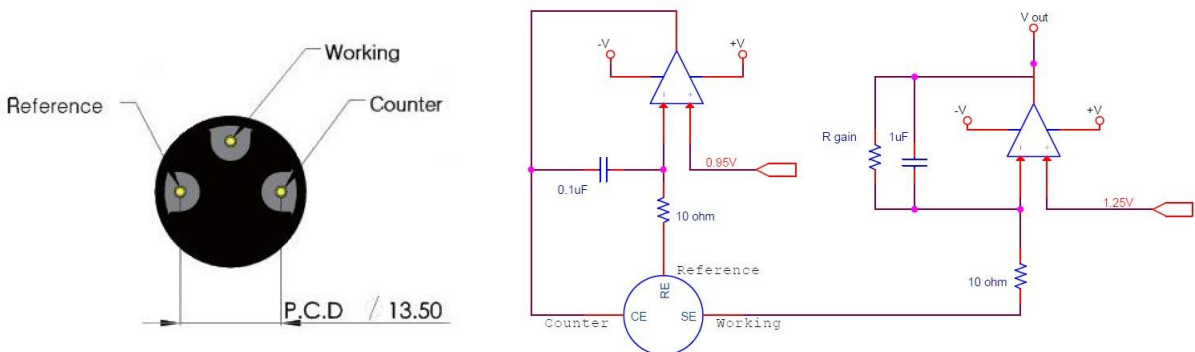 Working
Reference
Counter
P.C.D ⌀ 13.50
V out
-V
+V
-V
+V
R gain
1uF
0.95V
0.1uF
10 ohm
1.25V
10 ohm
Reference
RE
Counter
CE
SE
Working